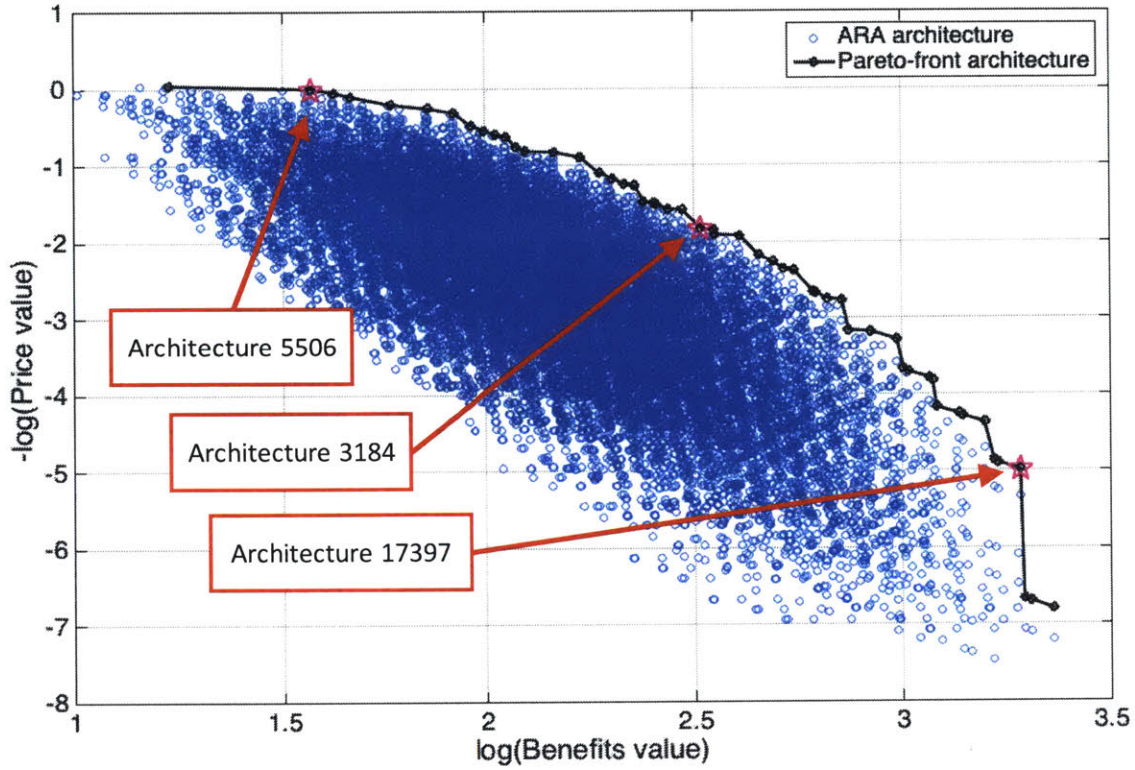 1
0
-1
-2
-3
-4
-5
-6
-7
-8
-log(Price value)
ARA architecture
Pareto-front architecture
Architecture 5506
Architecture 3184
Architecture 17397
1
1.5
2
2.5
3
3.5
log(Benefits value)